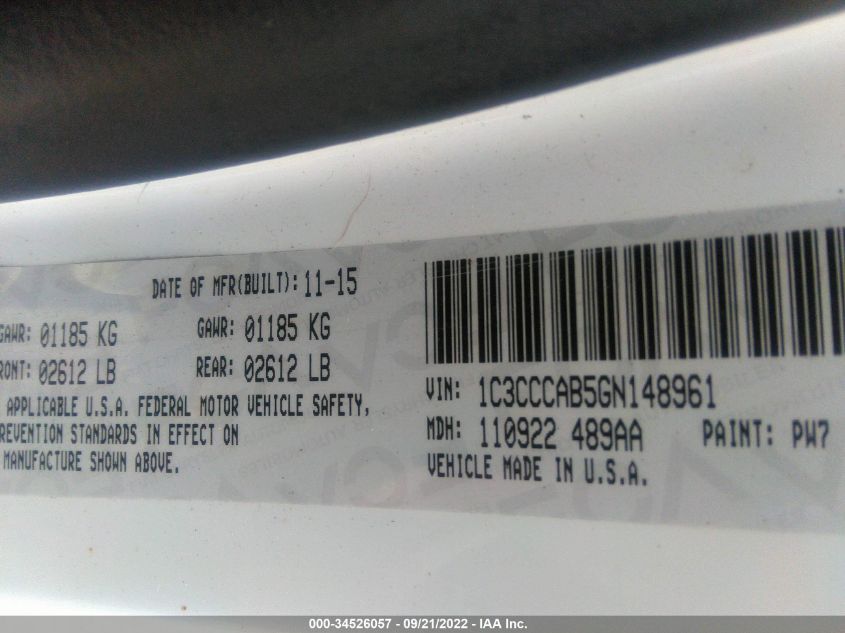 DATE OF MFR(BUILT): 11-15
GAWR: 01185 KG GAWR: 01185 KG
RONT: 02612 LB REAR: 02612 LB
APPLICABLE U.S.A. FEDERAL MOTOR VEHICLE SAFETY,
REVENTION STANDARDS IN EFFECT ON
MANUFACTURE SHOWN ABOVE.
VIN: 1C3CCCAB5GN148961
MDH: 110922 489AA PAINT: PW7
VEHICLE MADE IN U.S.A.
000-34526057 - 09/21/2022 - IAA Inc.